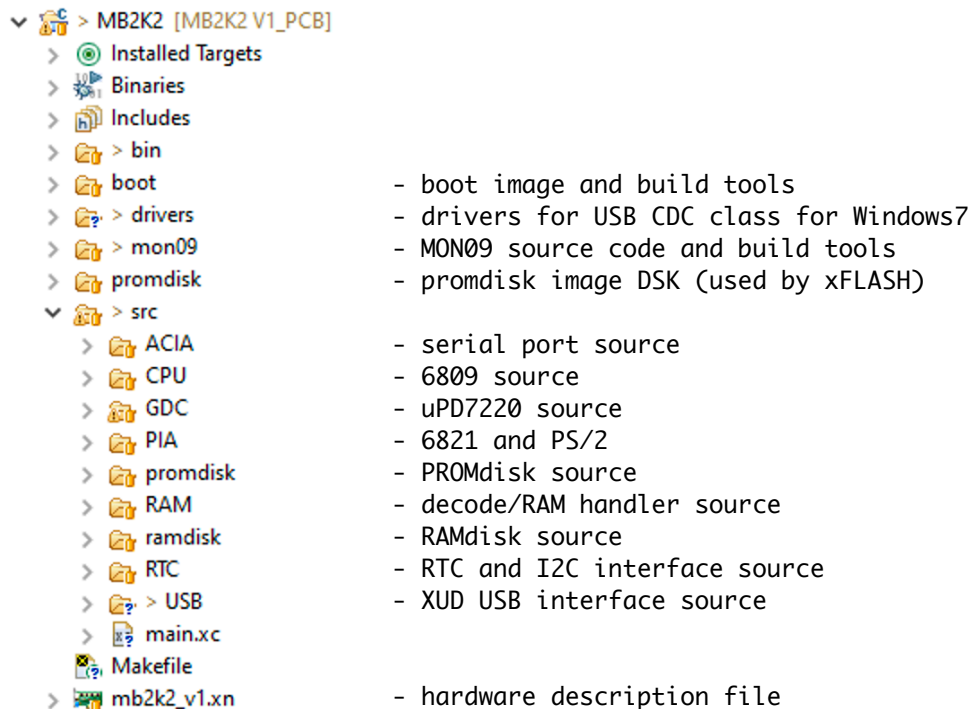 > MB2K2 [MB2K2 V1_PCB]
Installed Targets
Binaries
Includes
> bin
boot - boot image and build tools
> drivers - drivers for USB CDC class for Windows7
> mon09 - MON09 source code and build tools
promdisk - promdisk image DSK (used by xFLASH)
> src
ACIA - serial port source
CPU - 6809 source
GDC - uPD7220 source
PIA - 6821 and PS/2
promdisk - PROMdisk source
RAM - decode/RAM handler source
ramdisk - RAMdisk source
RTC - RTC and I2C interface source
> USB - XUD USB interface source
main.xc
Makefile
mb2k2_v1.xn - hardware description file